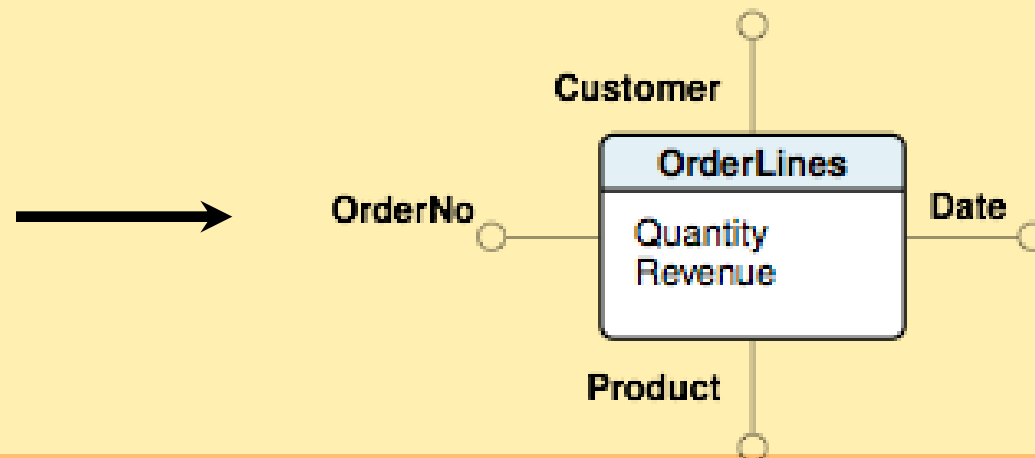 Customer
OrderLines
OrderNo
Date
Quantity
Revenue
Product